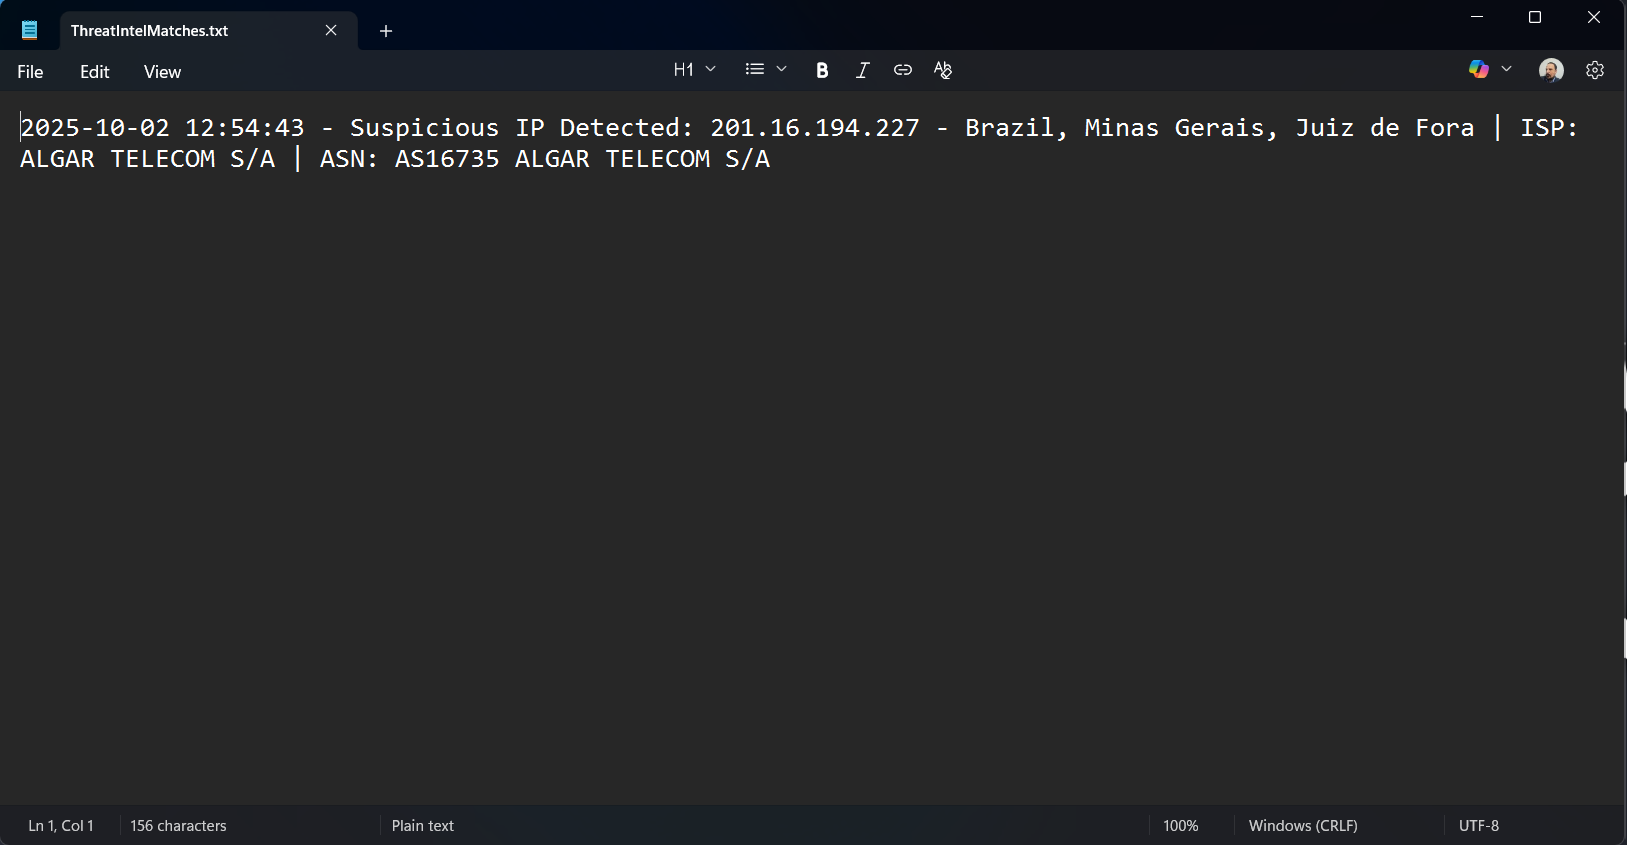 ThreatIntelMatches.txt
File Edit View H1
2025-10-02 12:54:43 - Suspicious IP Detected: 201.16.194.227 - Brazil, Minas Gerais, Juiz de Fora | ISP:
ALGAR TELECOM S/A | ASN: AS16735 ALGAR TELECOM S/A
Ln 1, Col 1 156 characters Plain text 100% Windows (CRLF) UTF-8